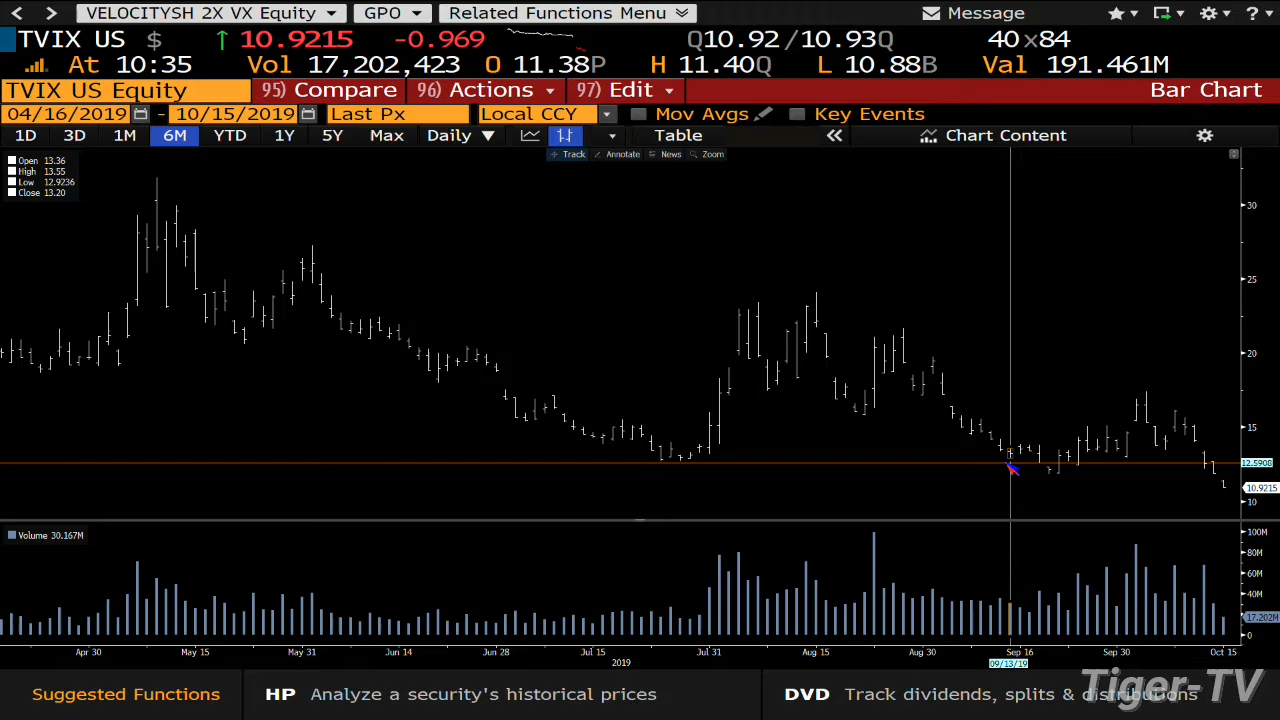 VELOCITYSH 2X VX Equity GPO Related Functions Menu Message
TVIX US $ ↑ 10.9215 -0.969 Q10.92/10.93Q 40x84
At 10:35 Vol 17,202,423 O 11.38P H 11.40Q L 10.88B Val 191.461M
TVIX US Equity 95) Compare 96) Actions 97) Edit Bar Chart
04/16/2019 - 10/15/2019 Last Px Local CCY Mov Avgs Key Events
1D 3D 1M 6M YTD 1Y 5Y Max Daily ▼ Table « Chart Content
Track Annotate News Zoom
Open 13.36
High 13.55
Low 12.9236
Close 13.20
30
25
20
15
12.5908
10.9215
10
Volume 30.167M
100M
80M
60M
40M
17.202M
0
Apr 30 May 15 May 31 Jun 14 Jun 28 Jul 15 Jul 31 Aug 15 Aug 30 Sep 16 Sep 30 Oct 15
2019 09/13/19
Suggested Functions HP Analyze a security's historical prices DVD Track dividends, splits & distributions
Tiger-TV